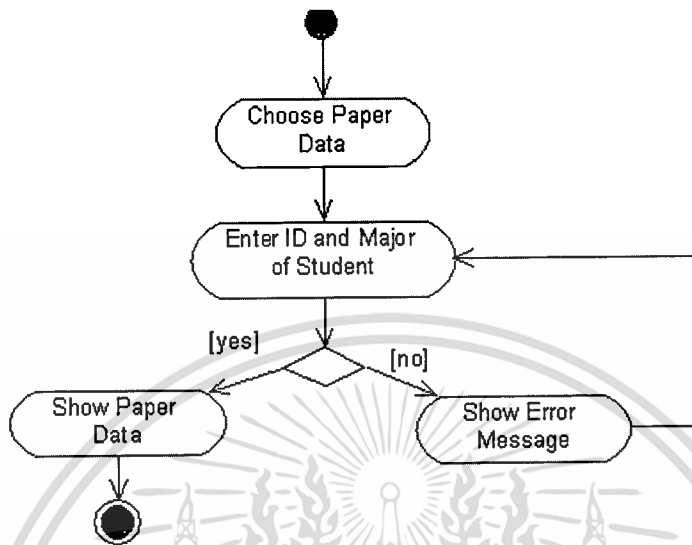 Choose Paper
Data
Enter ID and Major
of Student
[yes]
[no]
Show Paper
Data
Show Error
Message